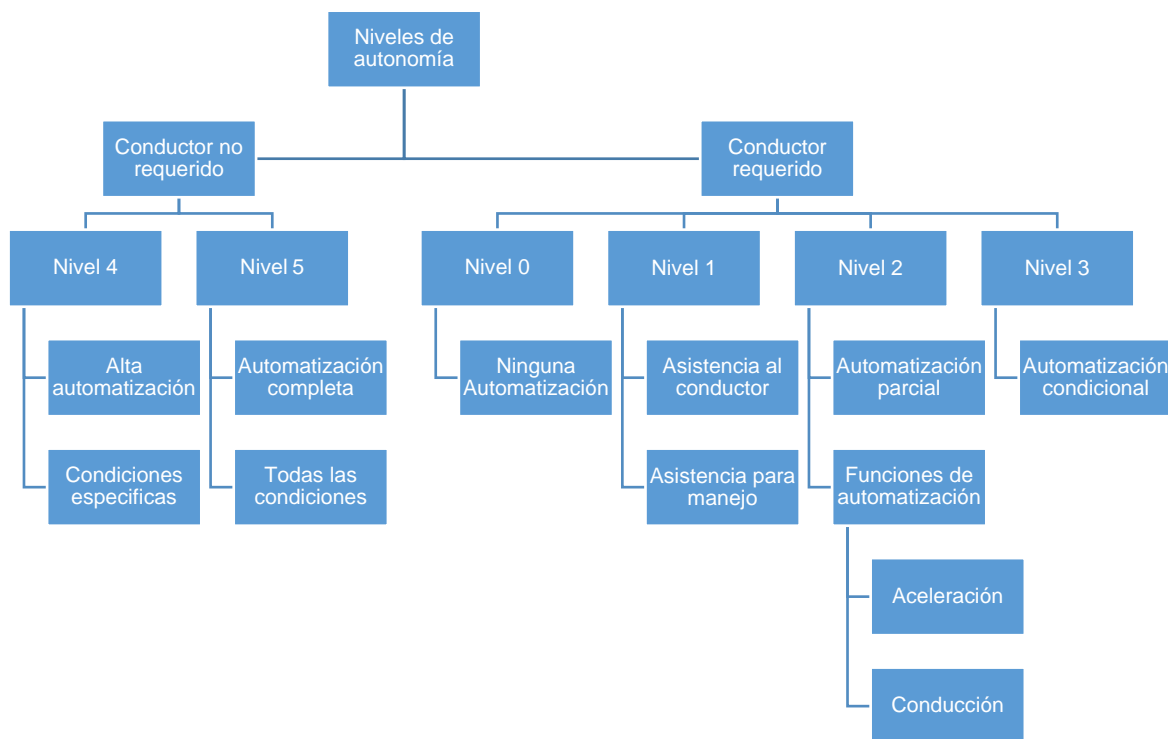 Niveles de
autonomía
Conductor no
requerido
Conductor
requerido
Nivel 4
Nivel 5
Nivel 0
Nivel 1
Nivel 2
Nivel 3
Alta
automatización
Automatización
completa
Ninguna
Automatización
Asistencia al
conductor
Automatización
parcial
Automatización
condicional
Condiciones
especificas
Todas las
condiciones
Asistencia para
manejo
Funciones de
automatización
Aceleración
Conducción